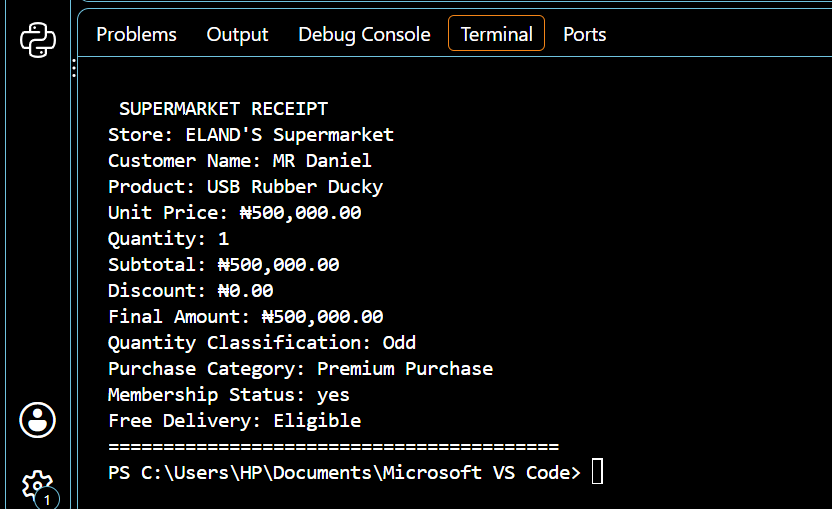 Problems Output Debug Console Terminal Ports
SUPERMARKET RECEIPT
Store: ELAND'S Supermarket
Customer Name: MR Daniel
Product: USB Rubber Ducky
Unit Price: ₦500,000.00
Quantity: 1
Subtotal: ₦500,000.00
Discount: ₦0.00
Final Amount: ₦500,000.00
Quantity Classification: Odd
Purchase Category: Premium Purchase
Membership Status: yes
Free Delivery: Eligible
=========================================
PS C:\Users\HP\Documents\Microsoft VS Code>
1